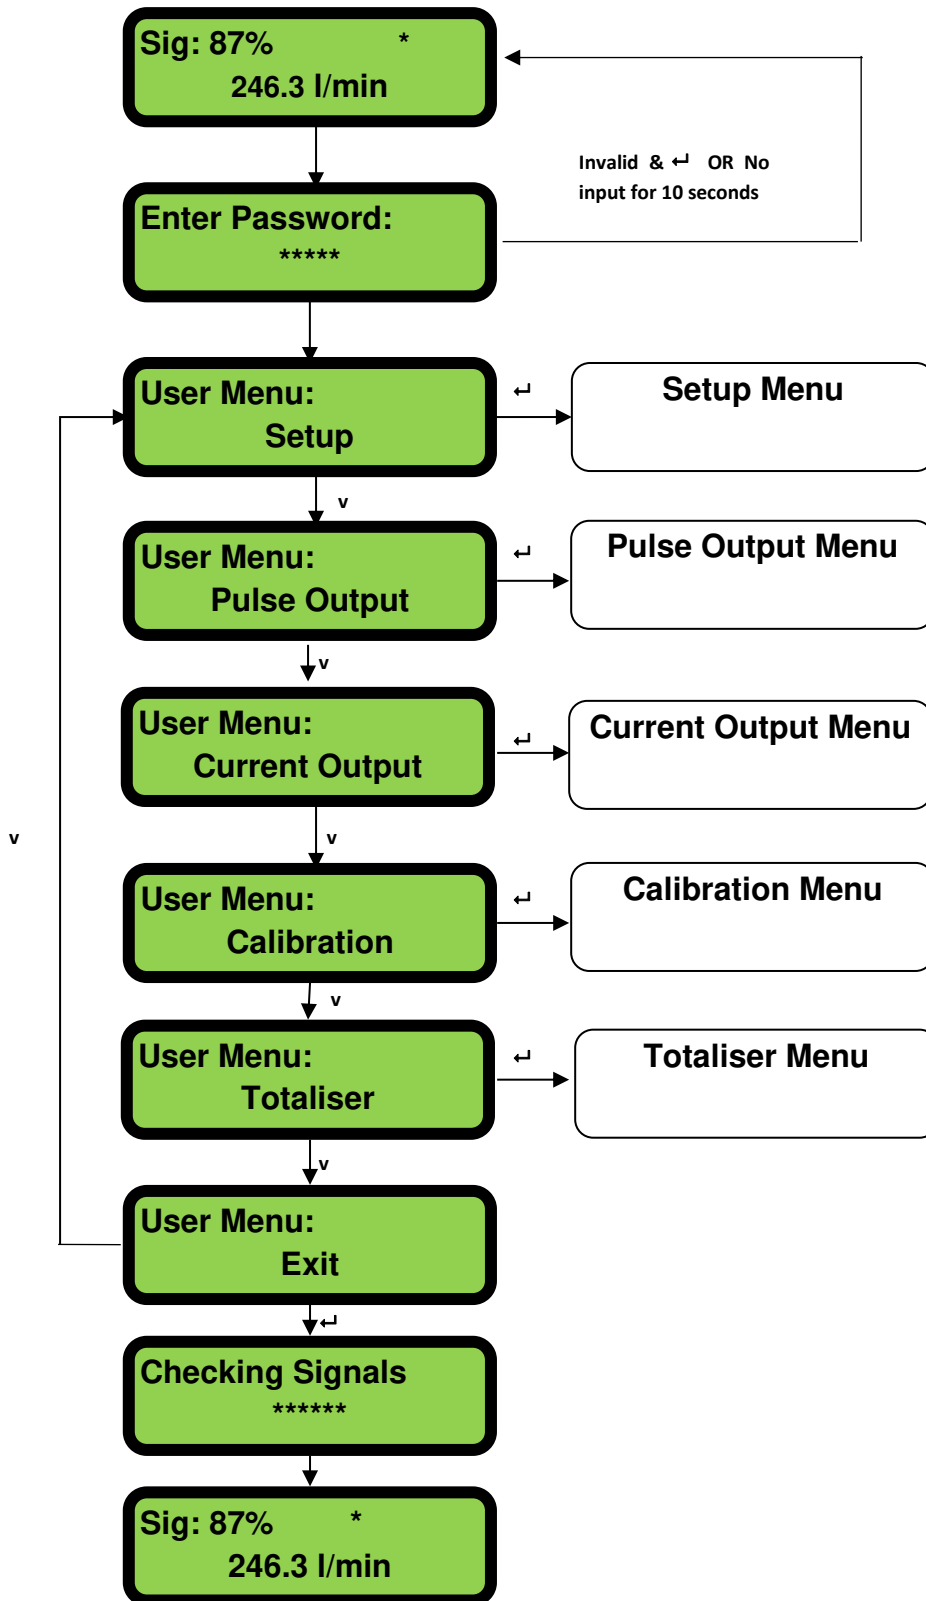 Sig: 87% *
246.3 l/min
Invalid & ↵ OR No
input for 10 seconds
Enter Password:
*****
User Menu:
Setup
↵
Setup Menu
v
User Menu:
Pulse Output
↵
Pulse Output Menu
v
User Menu:
Current Output
↵
Current Output Menu
v
v
User Menu:
Calibration
↵
Calibration Menu
v
User Menu:
Totaliser
↵
Totaliser Menu
v
User Menu:
Exit
↵
Checking Signals
******
Sig: 87% *
246.3 l/min